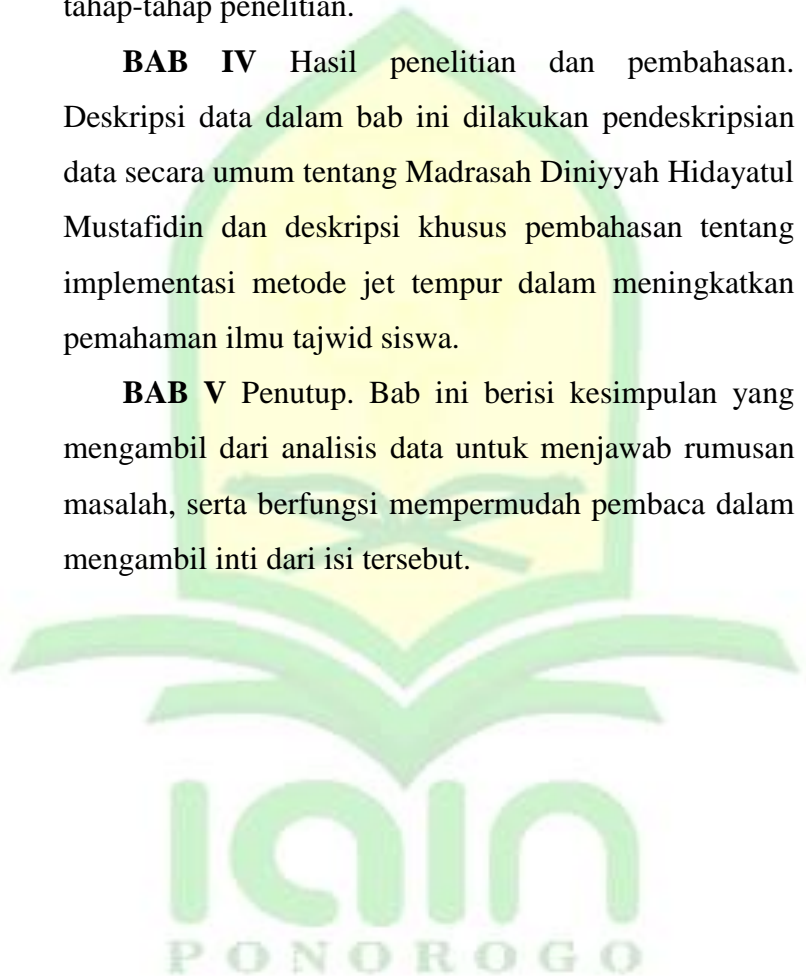 tahap-tahap penelitian.
BAB IV Hasil penelitian dan pembahasan.
Deskripsi data dalam bab ini dilakukan pendeskripsian
data secara umum tentang Madrasah Diniyyah Hidayatul
Mustafidin dan deskripsi khusus pembahasan tentang
implementasi metode jet tempur dalam meningkatkan
pemahaman ilmu tajwid siswa.
BAB V Penutup. Bab ini berisi kesimpulan yang
mengambil dari analisis data untuk menjawab rumusan
masalah, serta berfungsi mempermudah pembaca dalam
mengambil inti dari isi tersebut.
iain
PONOROGO